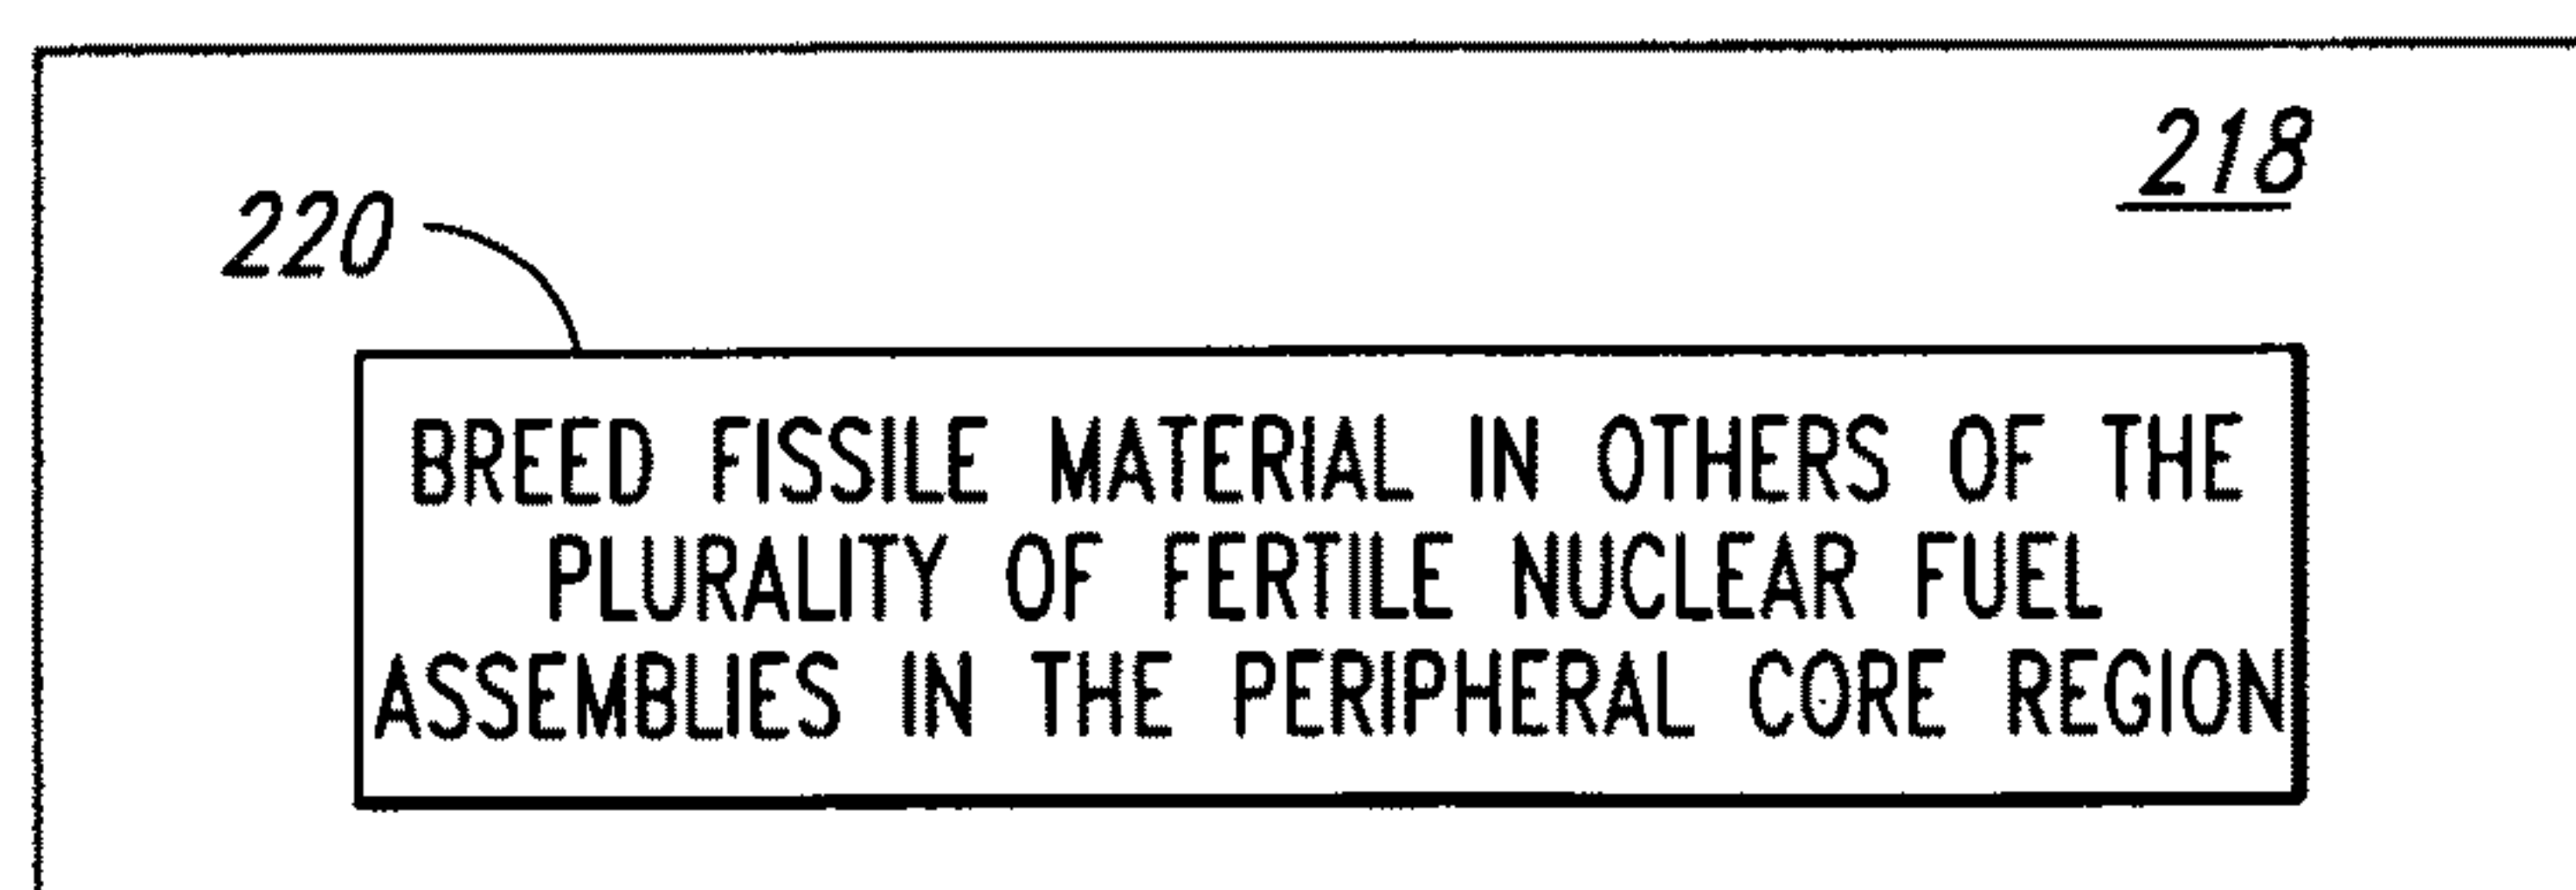 218
220
BREED FISSILE MATERIAL IN OTHERS OF THE
PLURALITY OF FERTILE NUCLEAR FUEL
ASSEMBLIES IN THE PERIPHERAL CORE REGION